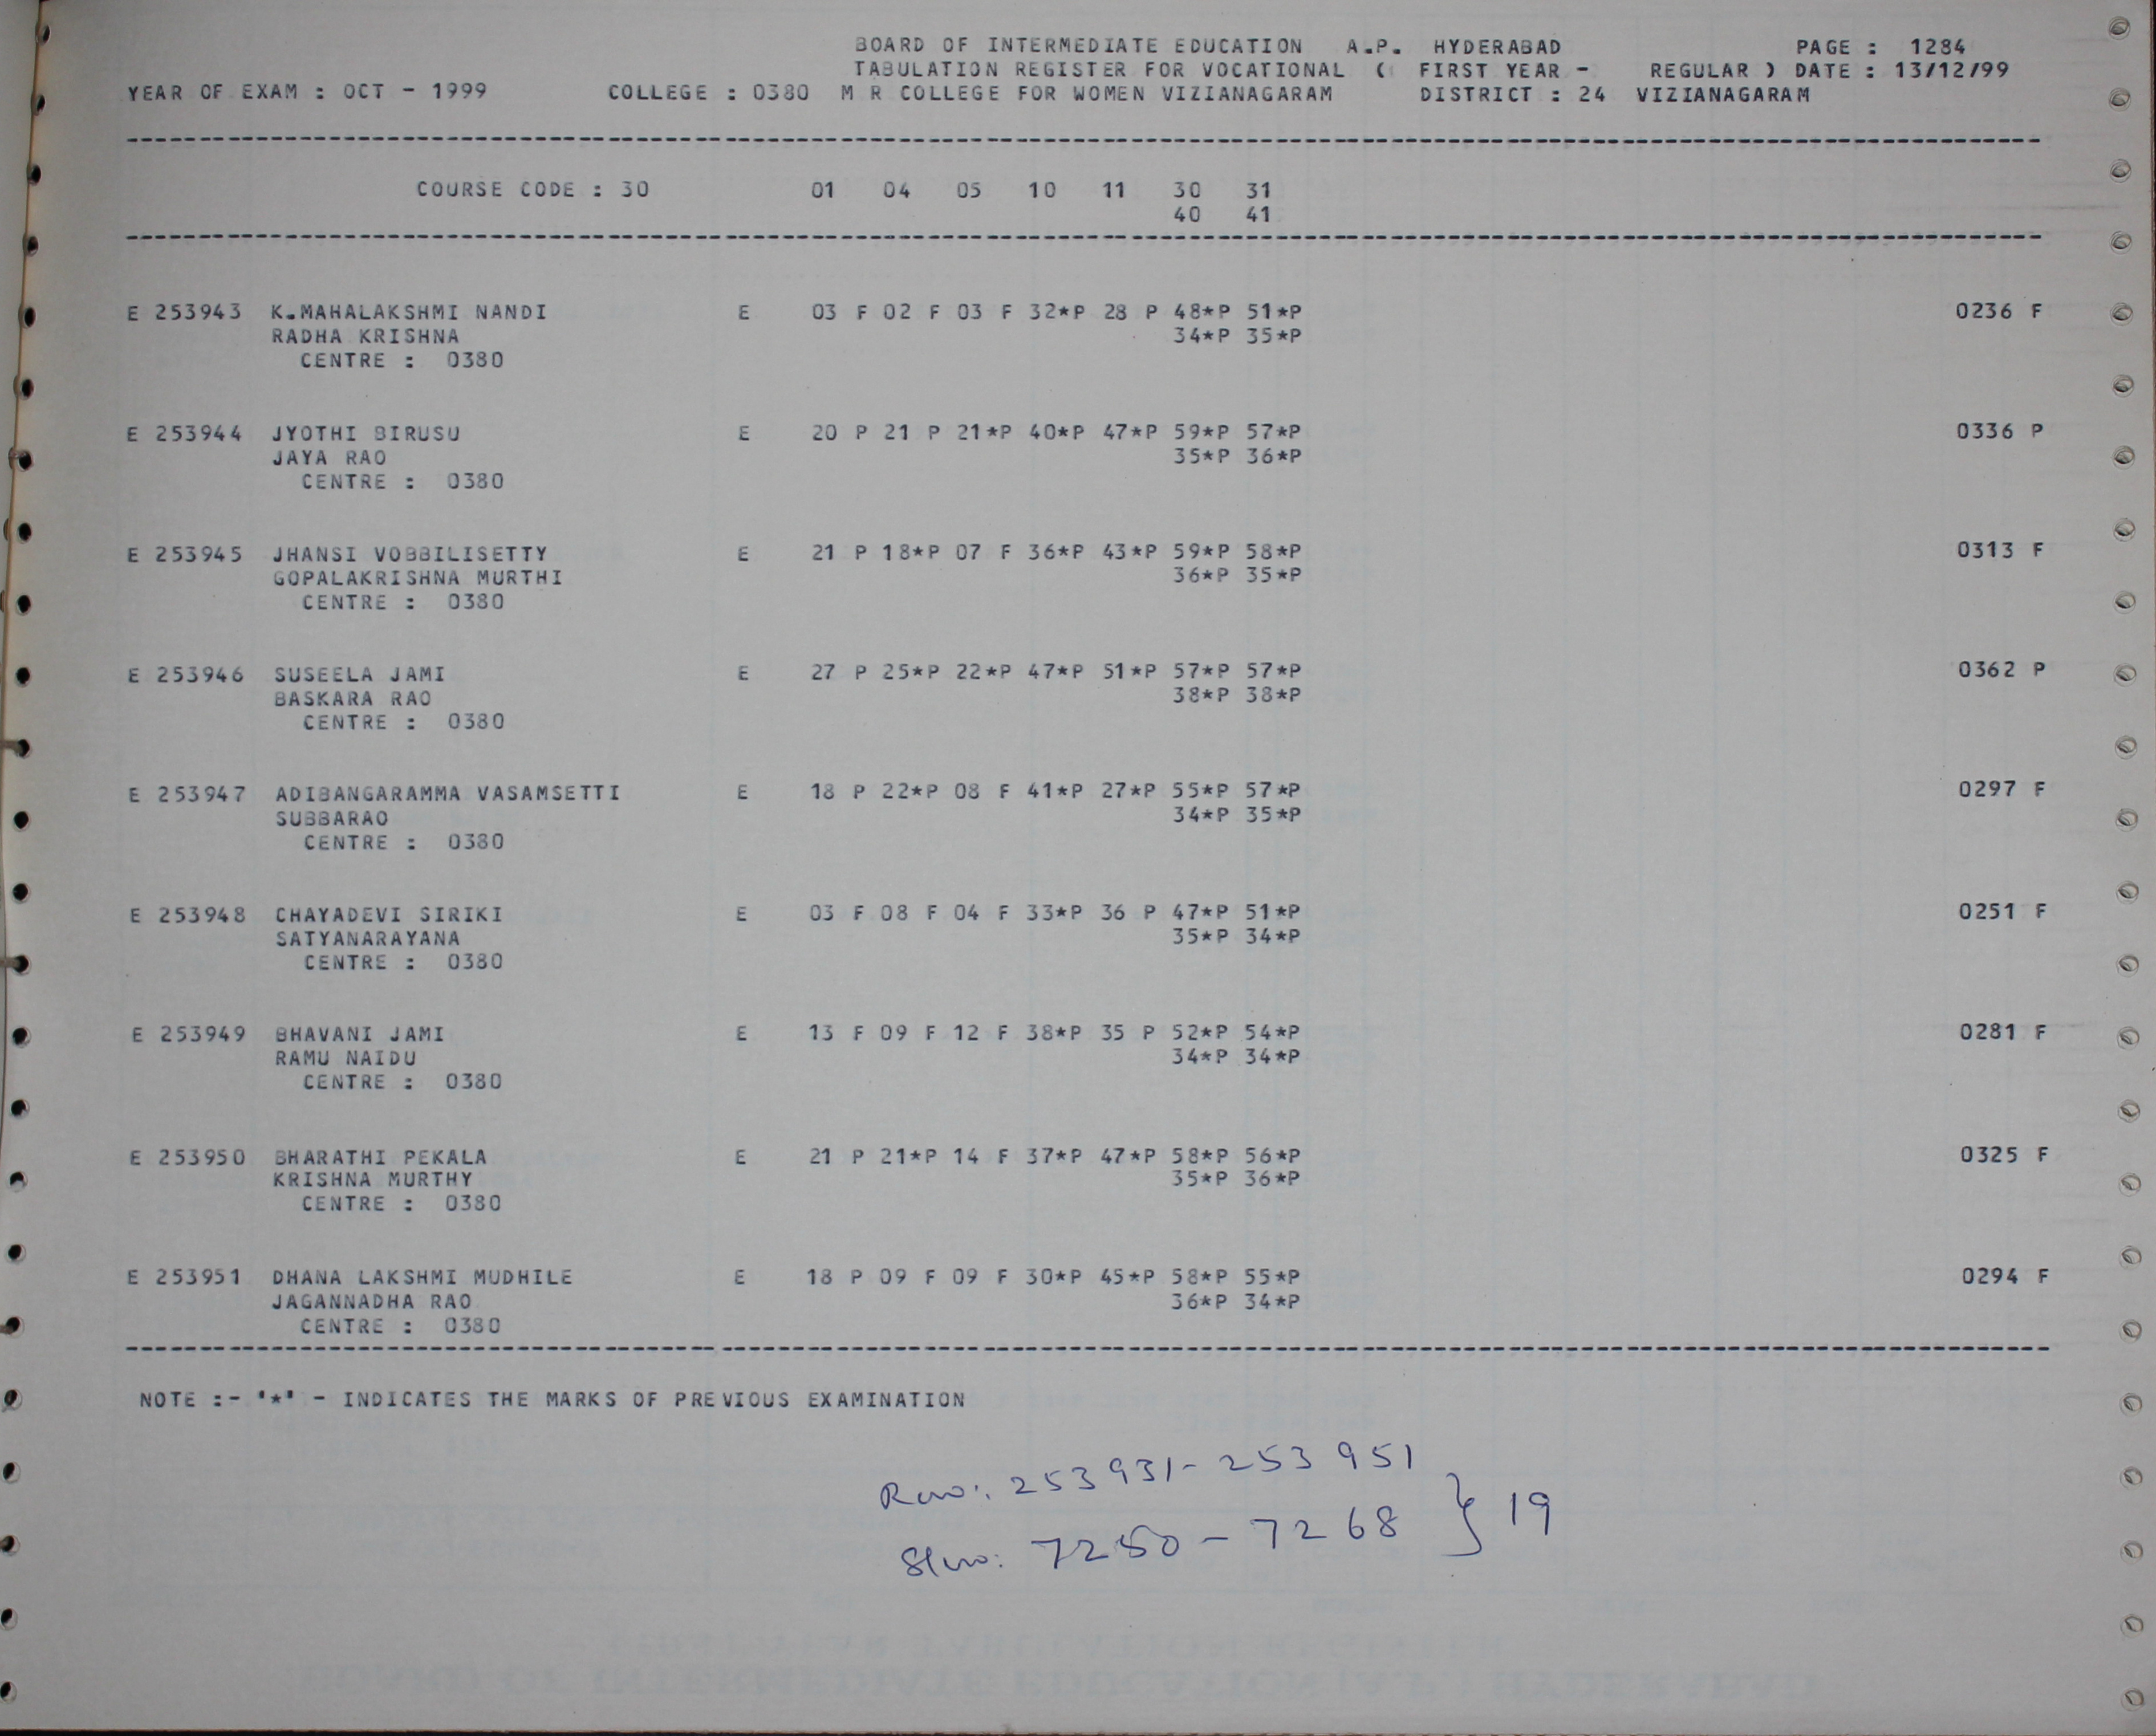 BOARD OF INTERMEDIATE EDUCATION A.P. HYDERABAD PAGE : 1284
TABULATION REGISTER FOR VOCATIONAL ( FIRST YEAR - REGULAR ) DATE : 13/12/99
YEAR OF EXAM : OCT - 1999 COLLEGE : 0380 M R COLLEGE FOR WOMEN VIZIANAGARAM DISTRICT : 24 VIZIANAGARAM
COURSE CODE : 30 01 04 05 10 11 30 31
40 41
E 253943 K.MAHALAKSHMI NANDI E 03 F 02 F 03 F 32*P 28 P 48*P 51*P 0236 F
RADHA KRISHNA 34*P 35*P
CENTRE : 0380
E 253944 JYOTHI BIRUSU E 20 P 21 P 21*P 40*P 47*P 59*P 57*P 0336 P
JAYA RAO 35*P 36*P
CENTRE : 0380
E 253945 JHANSI VOBBILISETTY E 21 P 18*P 07 F 36*P 43*P 59*P 58*P 0313 F
GOPALAKRISHNA MURTHI 36*P 35*P
CENTRE : 0380
E 253946 SUSEELA JAMI E 27 P 25*P 22*P 47*P 51*P 57*P 57*P 0362 P
BASKARA RAO 38*P 38*P
CENTRE : 0380
E 253947 ADIBANGARAMMA VASAMSETTI E 18 P 22*P 08 F 41*P 27*P 55*P 57*P 0297 F
SUBBARAO 34*P 35*P
CENTRE : 0380
E 253948 CHAYADEVI SIRIKI E 03 F 08 F 04 F 33*P 36 P 47*P 51*P 0251 F
SATYANARAYANA 35*P 34*P
CENTRE : 0380
E 253949 BHAVANI JAMI E 13 F 09 F 12 F 38*P 35 P 52*P 54*P 0281 F
RAMU NAIDU 34*P 34*P
CENTRE : 0380
E 253950 BHARATHI PEKALA E 21 P 21*P 14 F 37*P 47*P 58*P 56*P 0325 F
KRISHNA MURTHY 35*P 36*P
CENTRE : 0380
E 253951 DHANA LAKSHMI MUDHILE E 18 P 09 F 09 F 30*P 45*P 58*P 55*P 0294 F
JAGANNADHA RAO 36*P 34*P
CENTRE : 0380
NOTE :- '*' - INDICATES THE MARKS OF PREVIOUS EXAMINATION
253931-253951
Slno: 7250-7268 } 19